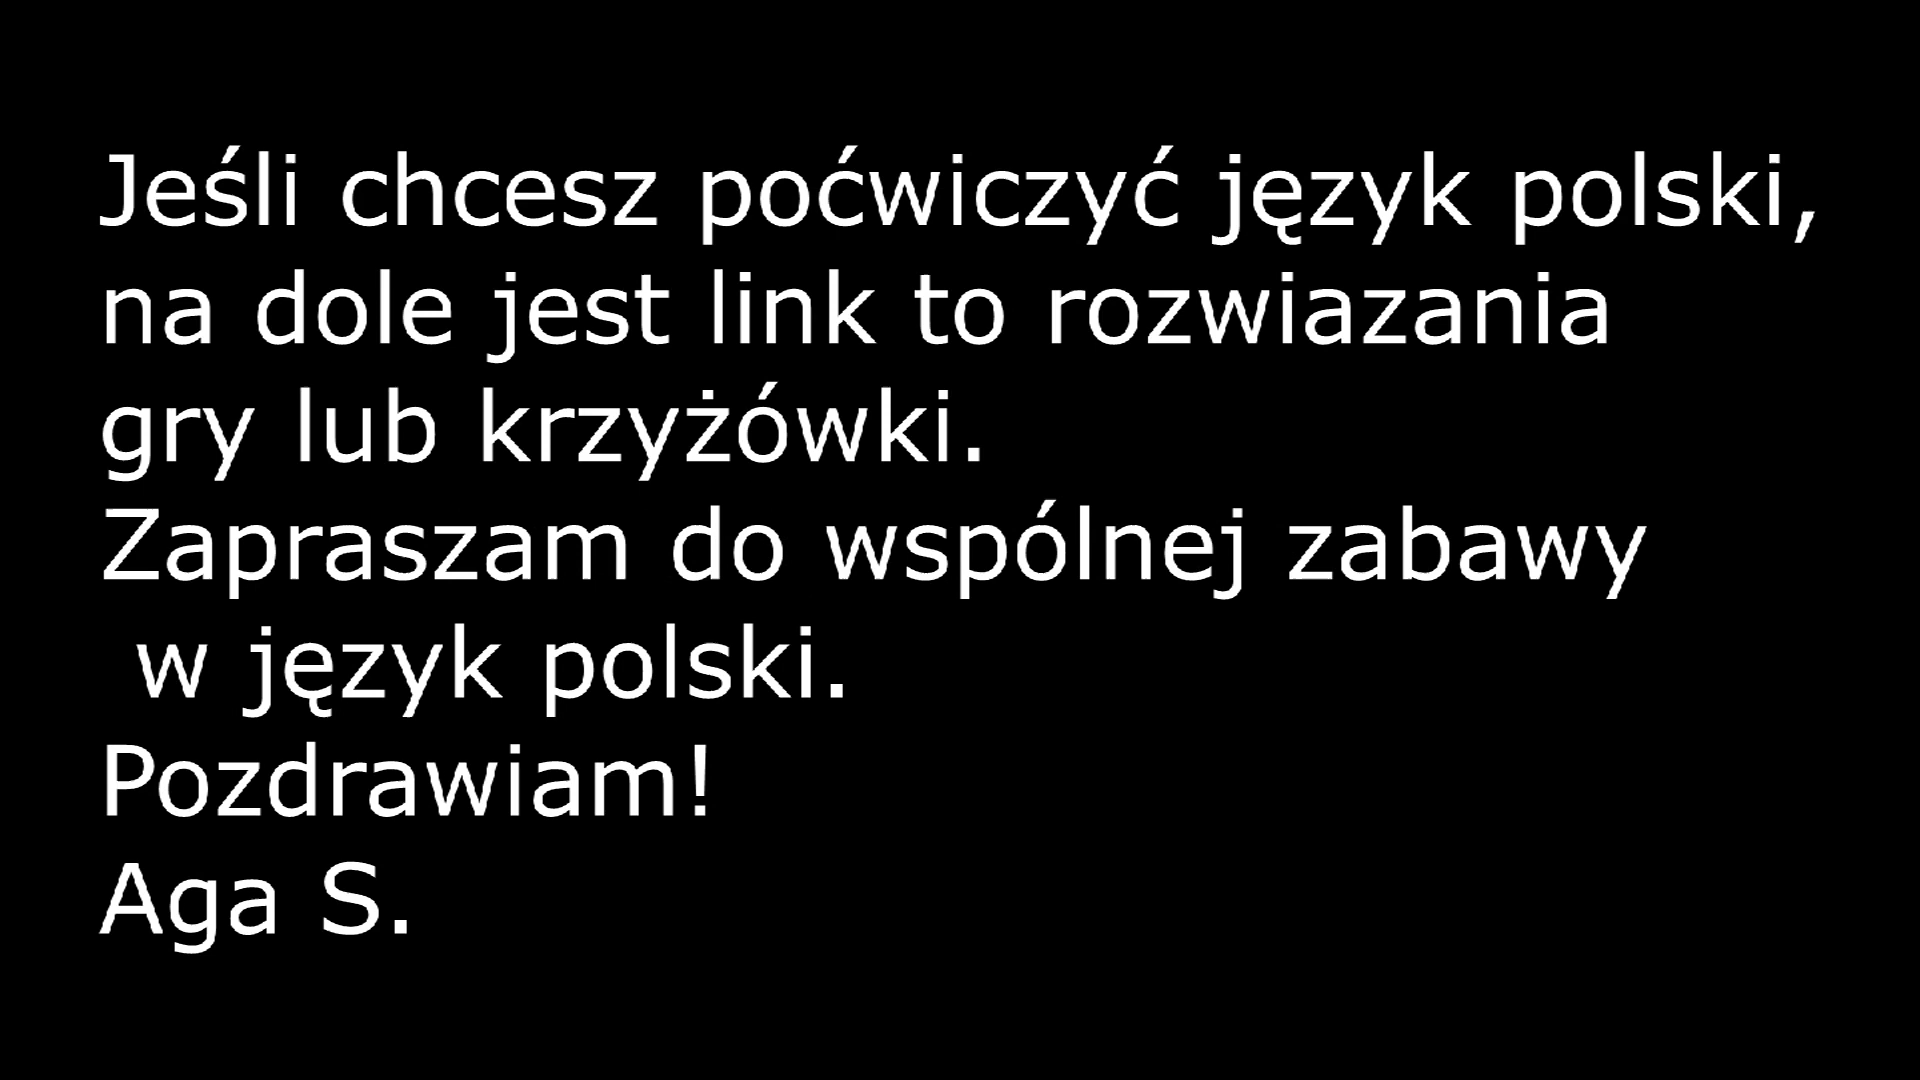 Jeśli chcesz poćwiczyć język polski,
na dole jest link to rozwiazania
gry lub krzyżówki.
Zapraszam do wspólnej zabawy
w język polski.
Pozdrawiam!
Aga S.